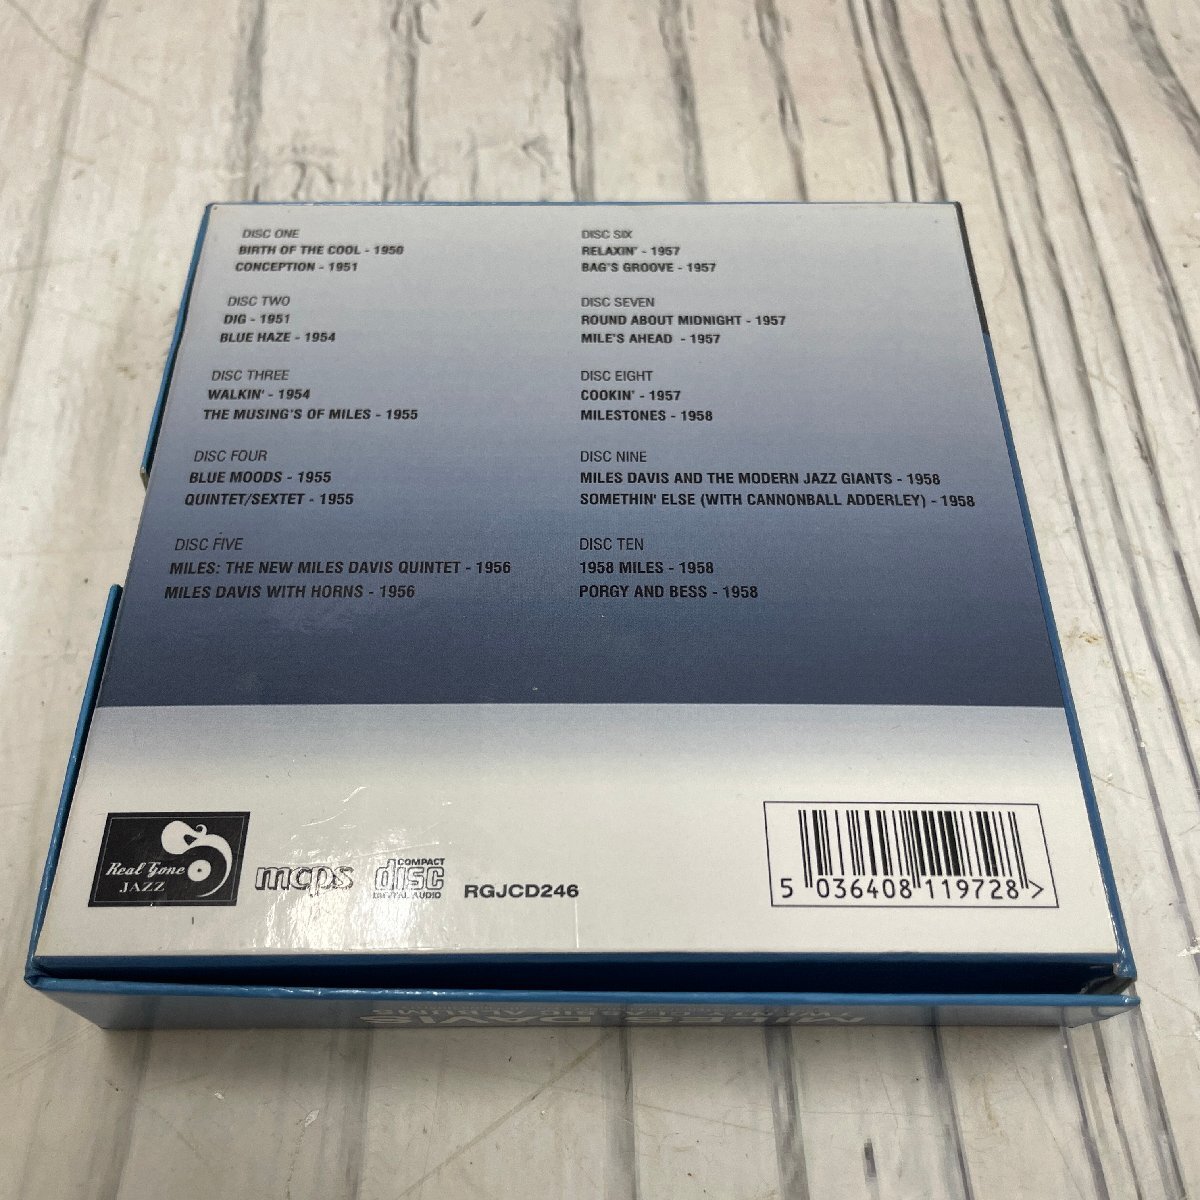 DISC ONE
BIRTH OF THE COOL - 1950
CONCEPTION - 1951
DISC TWO
DIG - 1951
BLUE HAZE - 1954
DISC THREE
WALKIN' - 1954
THE MUSING'S OF MILES - 1955
DISC FOUR
BLUE MOODS - 1955
QUINTET/SEXTET - 1955
DISC FIVE
MILES: THE NEW MILES DAVIS QUINTET - 1956
MILES DAVIS WITH HORNS - 1956
DISC SIX
RELAXIN' - 1957
BAG'S GROOVE - 1957
DISC SEVEN
ROUND ABOUT MIDNIGHT - 1957
MILE'S AHEAD - 1957
DISC EIGHT
COOKIN' - 1957
MILESTONES - 1958
DISC NINE
MILES DAVIS AND THE MODERN JAZZ GIANTS - 1958
SOMETHIN' ELSE (WITH CANNONBALL ADDERLEY) - 1958
DISC TEN
1958 MILES - 1958
PORGY AND BESS - 1958
Real Gone
JAZZ
mcps
COMPACT
disc
DIGITAL AUDIO
RGJCD246
5 036408 119728 >
MILES DAVIS
CLASSIC ALBUMS